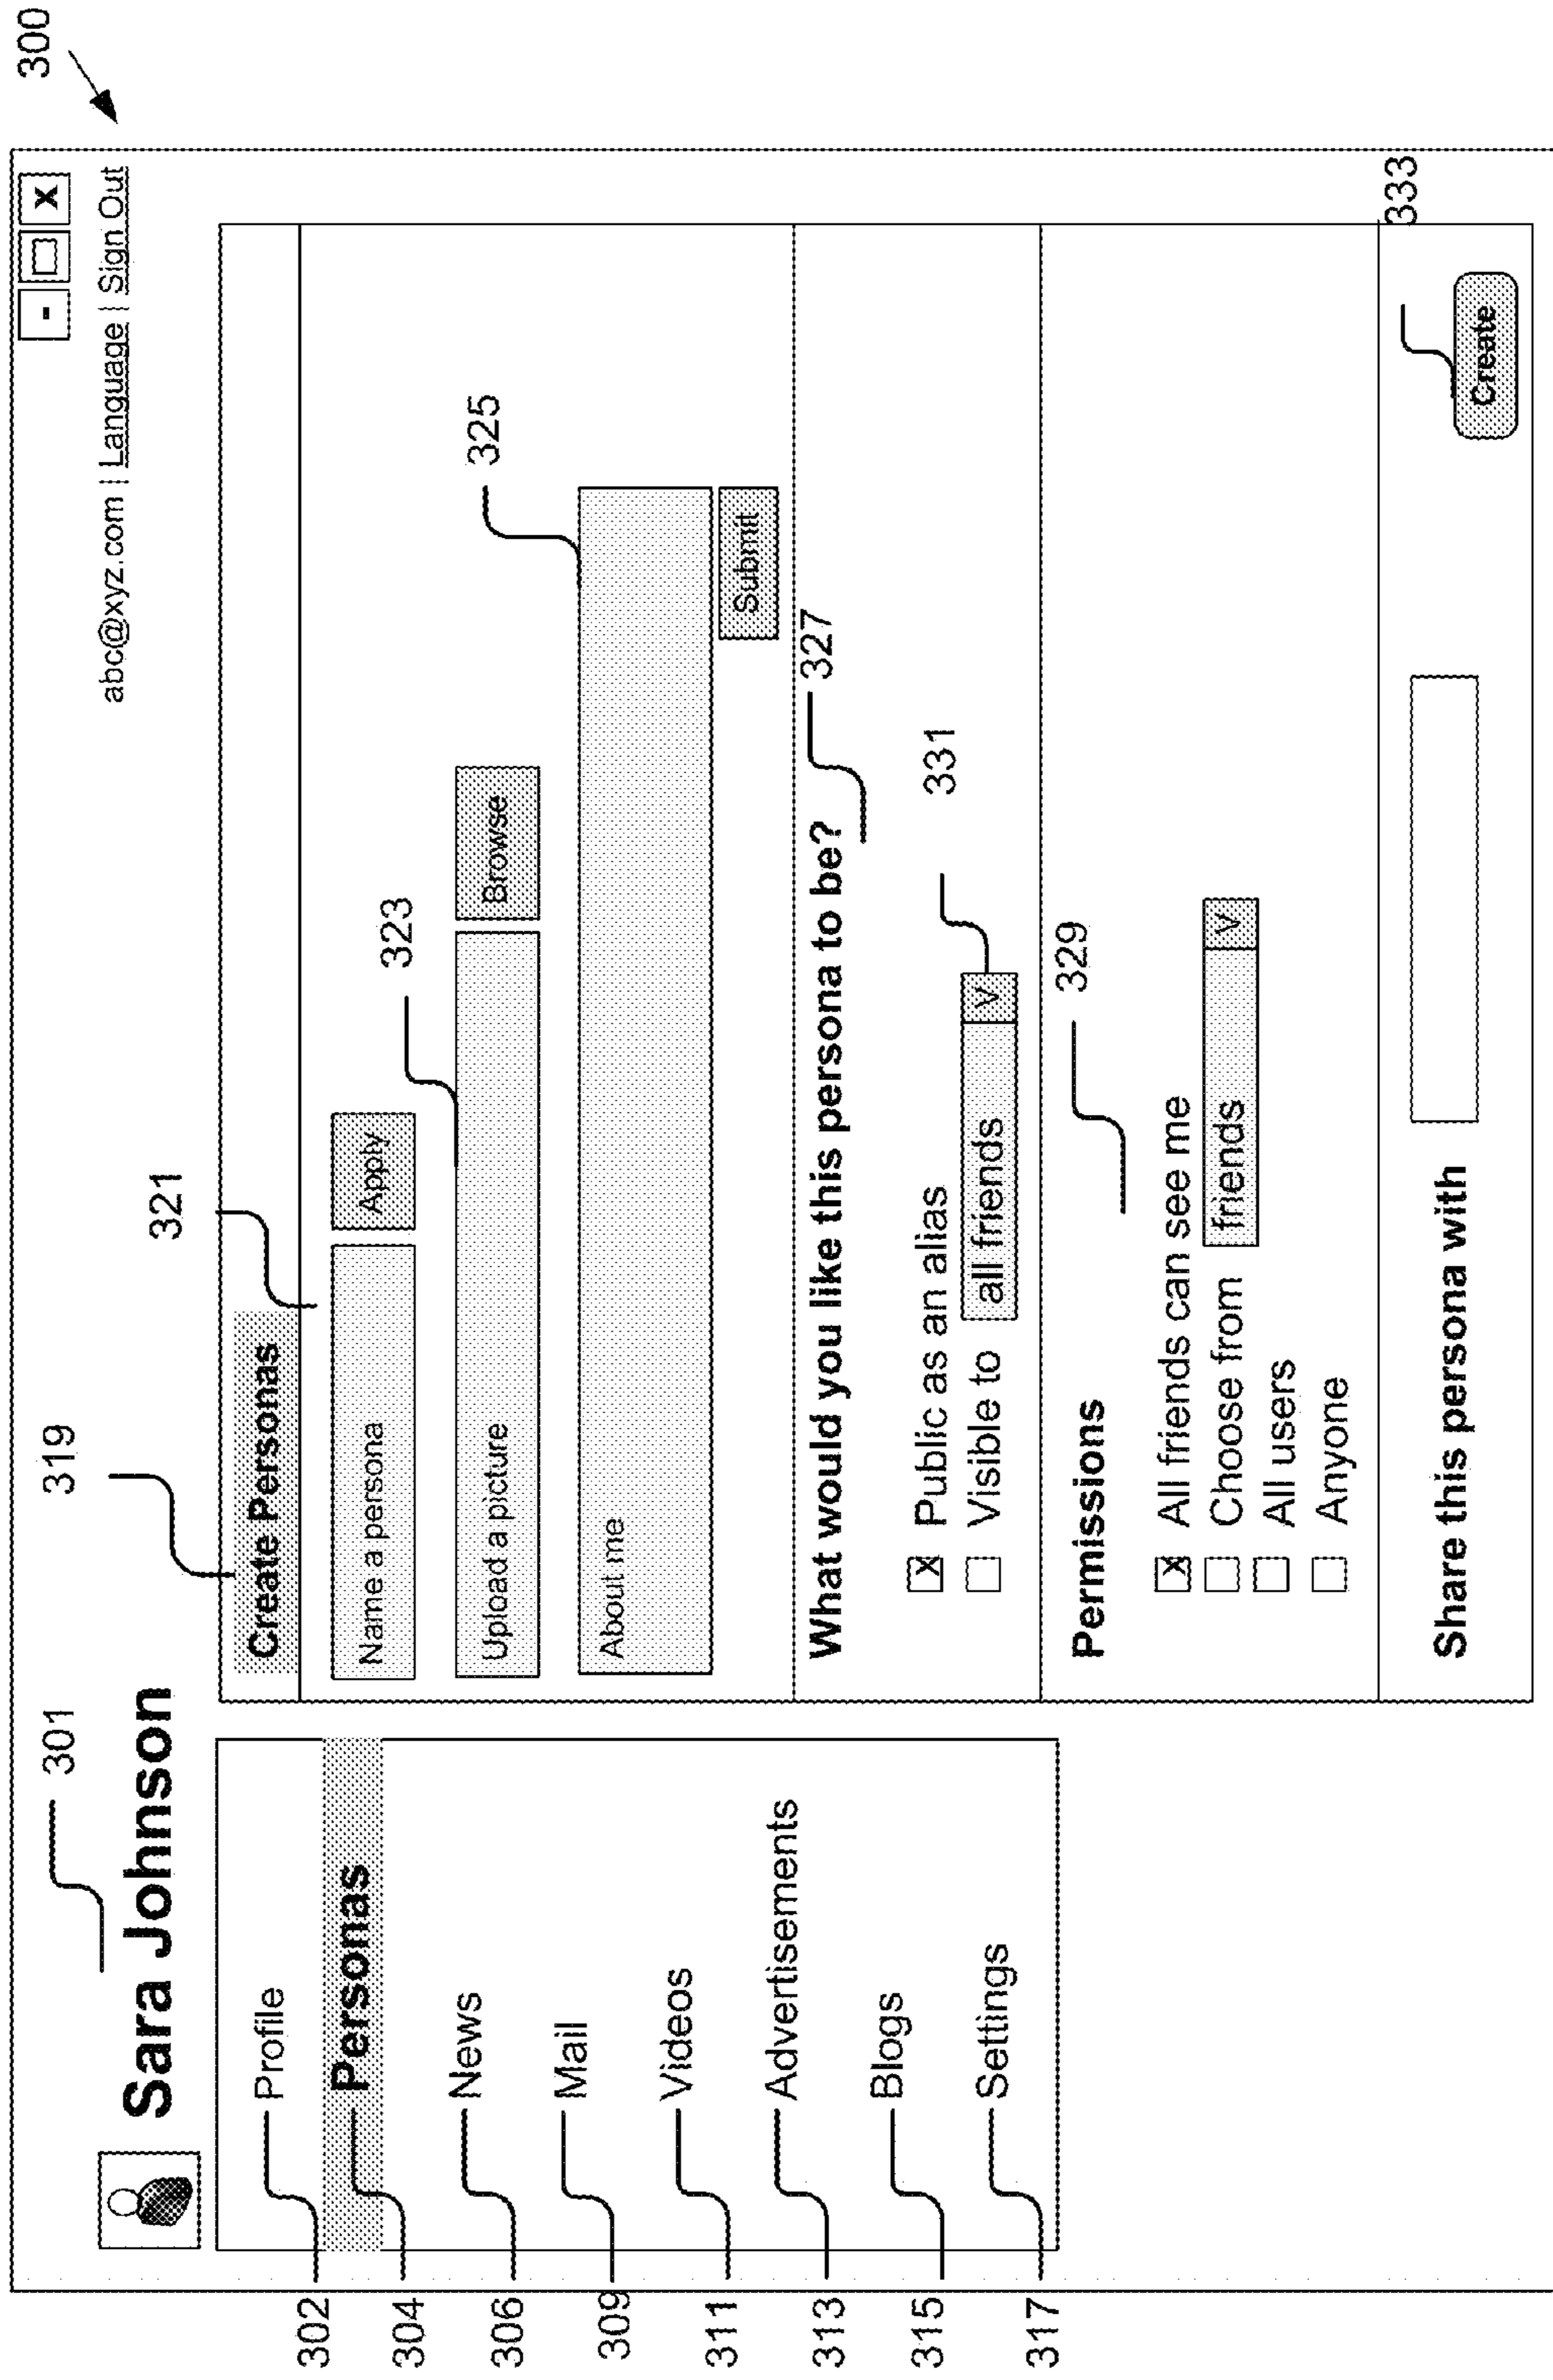 300
- □ X
abc@xyz.com | Language | Sign Out
301
Sara Johnson
302 Profile
304 Personas
306 News
309 Mail
311 Videos
313 Advertisements
315 Blogs
317 Settings
319
Create Personas
321
Name a persona Apply
323
Upload a picture Browse
325
About me
Submit
327
What would you like this persona to be?
X Public as an alias
331
Visible to all friends V
329
Permissions
X All friends can see me
Choose from friends V
All users
Anyone
333
Share this persona with
Create